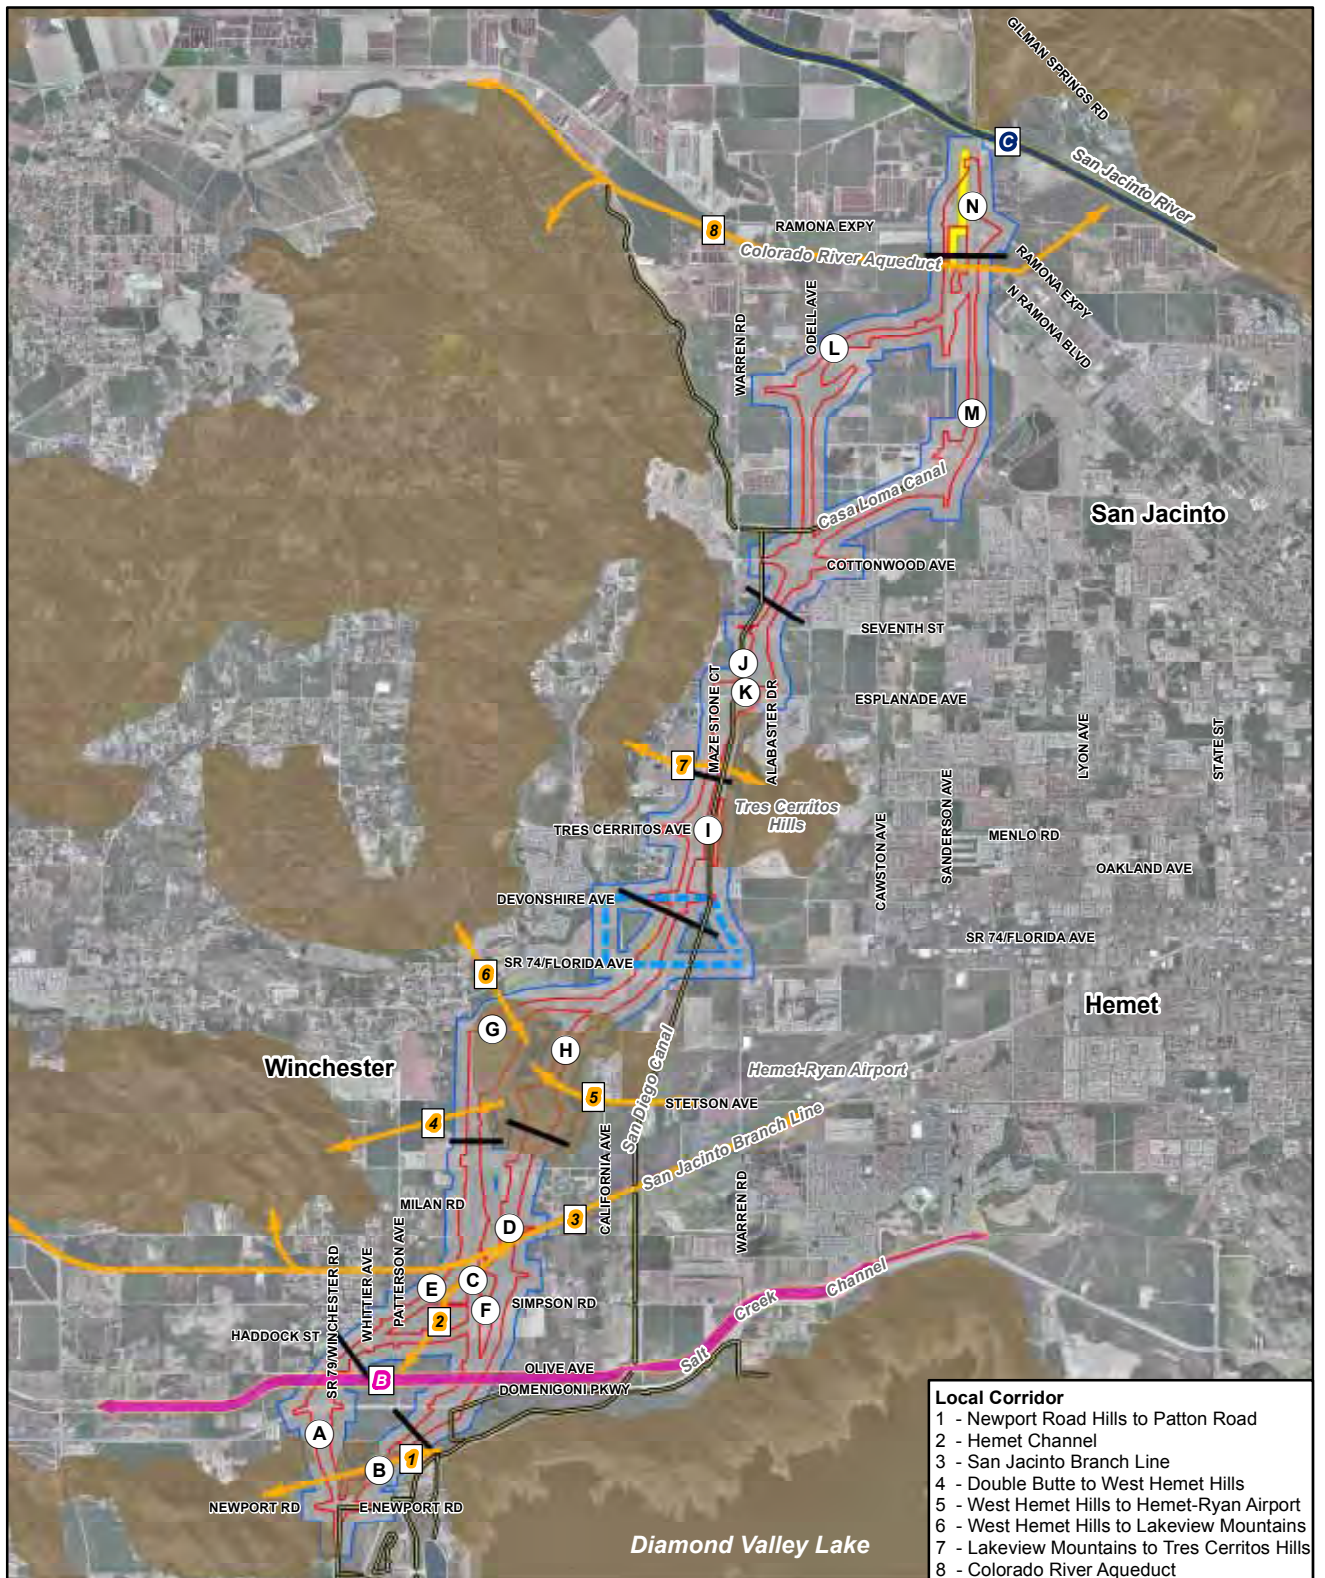 GILMAN SPRINGS RD
C
San Jacinto River
N
8
RAMONA EXPY
Colorado River Aqueduct
RAMONA EXPY
N RAMONA BLVD
WARREN RD
ODELL AVE
L
M
Casa Loma Canal
San Jacinto
COTTONWOOD AVE
SEVENTH ST
J
K
MAZE STONE CT
ALABASTER DR
ESPLANADE AVE
LYON AVE
STATE ST
7
Tres Cerritos
Hills
TRES CERRITOS AVE
I
CAWSTON AVE
SANDERSON AVE
MENLO RD
OAKLAND AVE
DEVONSHIRE AVE
SR 74/FLORIDA AVE
SR 74/FLORIDA AVE
6
G
H
Hemet
Winchester
Hemet-Ryan Airport
5
STETSON AVE
4
San Diego Canal
San Jacinto Branch Line
CALIFORNIA AVE
WARREN RD
MILAN RD
D
3
SR 79/WINCHESTER RD
WHITTIER AVE
PATTERSON AVE
E
C
F
SIMPSON RD
2
HADDOCK ST
Salt
Creek
Channel
B
OLIVE AVE
DOMENIGONI PKWY
A
B
1
NEWPORT RD
E NEWPORT RD
Diamond Valley Lake
Local Corridor
1 - Newport Road Hills to Patton Road
2 - Hemet Channel
3 - San Jacinto Branch Line
4 - Double Butte to West Hemet Hills
5 - West Hemet Hills to Hemet-Ryan Airport
6 - West Hemet Hills to Lakeview Mountains
7 - Lakeview Mountains to Tres Cerritos Hills
8 - Colorado River Aqueduct